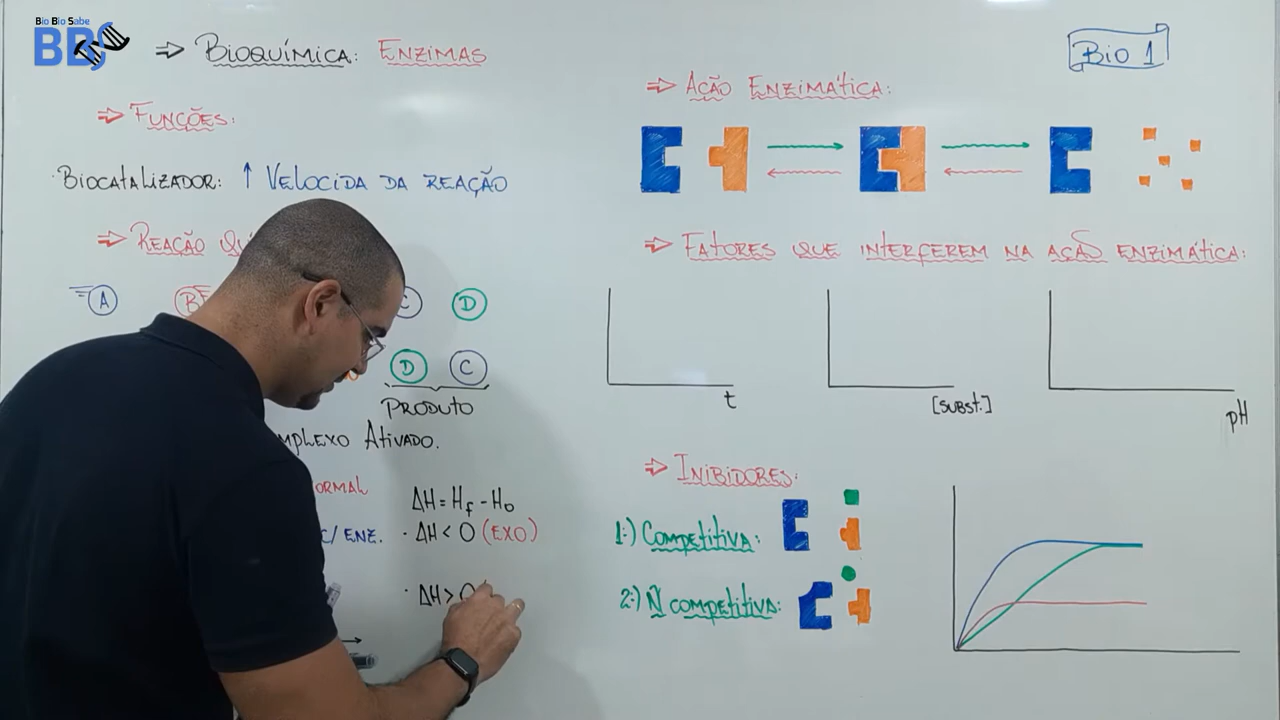 Bio Bio Sabe
BBS
⇒ BIOQUÍMICA: ENZIMAS
Bio 1
⇒ FUNÇÕES:
BIOCATALIZADOR: ↑ VELOCIDA DA REAÇÃO
⇒ REAÇÃO
A B D
D C
PRODUTO
ATIVADO.
C/ ENZ.
ΔH = Hf - Ho
· ΔH < 0 (EXO)
· ΔH > 0
⇒ AÇÃO ENZIMÁTICA:
⇒ FATORES QUE INTERFEREM NA AÇÃO ENZIMÁTICA:
t
[SUBST.]
pH
⇒ INIBIDORES:
1:) COMPETITIVA:
2:) Ñ COMPETITIVA: